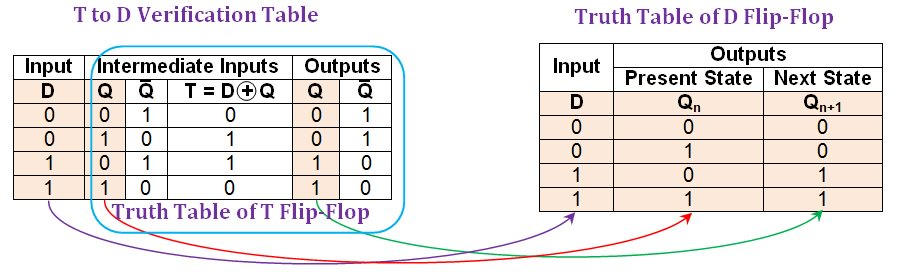 T to D Verification Table
Input Intermediate Inputs Outputs
D Q Q̅ T = D⊕Q Q Q̅
0 0 1 0 0 1
0 1 0 1 0 1
1 0 1 1 1 0
1 1 0 0 1 0
Truth Table of T Flip-Flop
Truth Table of D Flip-Flop
Input Outputs
Present State Next State
D Qn Qn+1
0 0 0
0 1 0
1 0 1
1 1 1